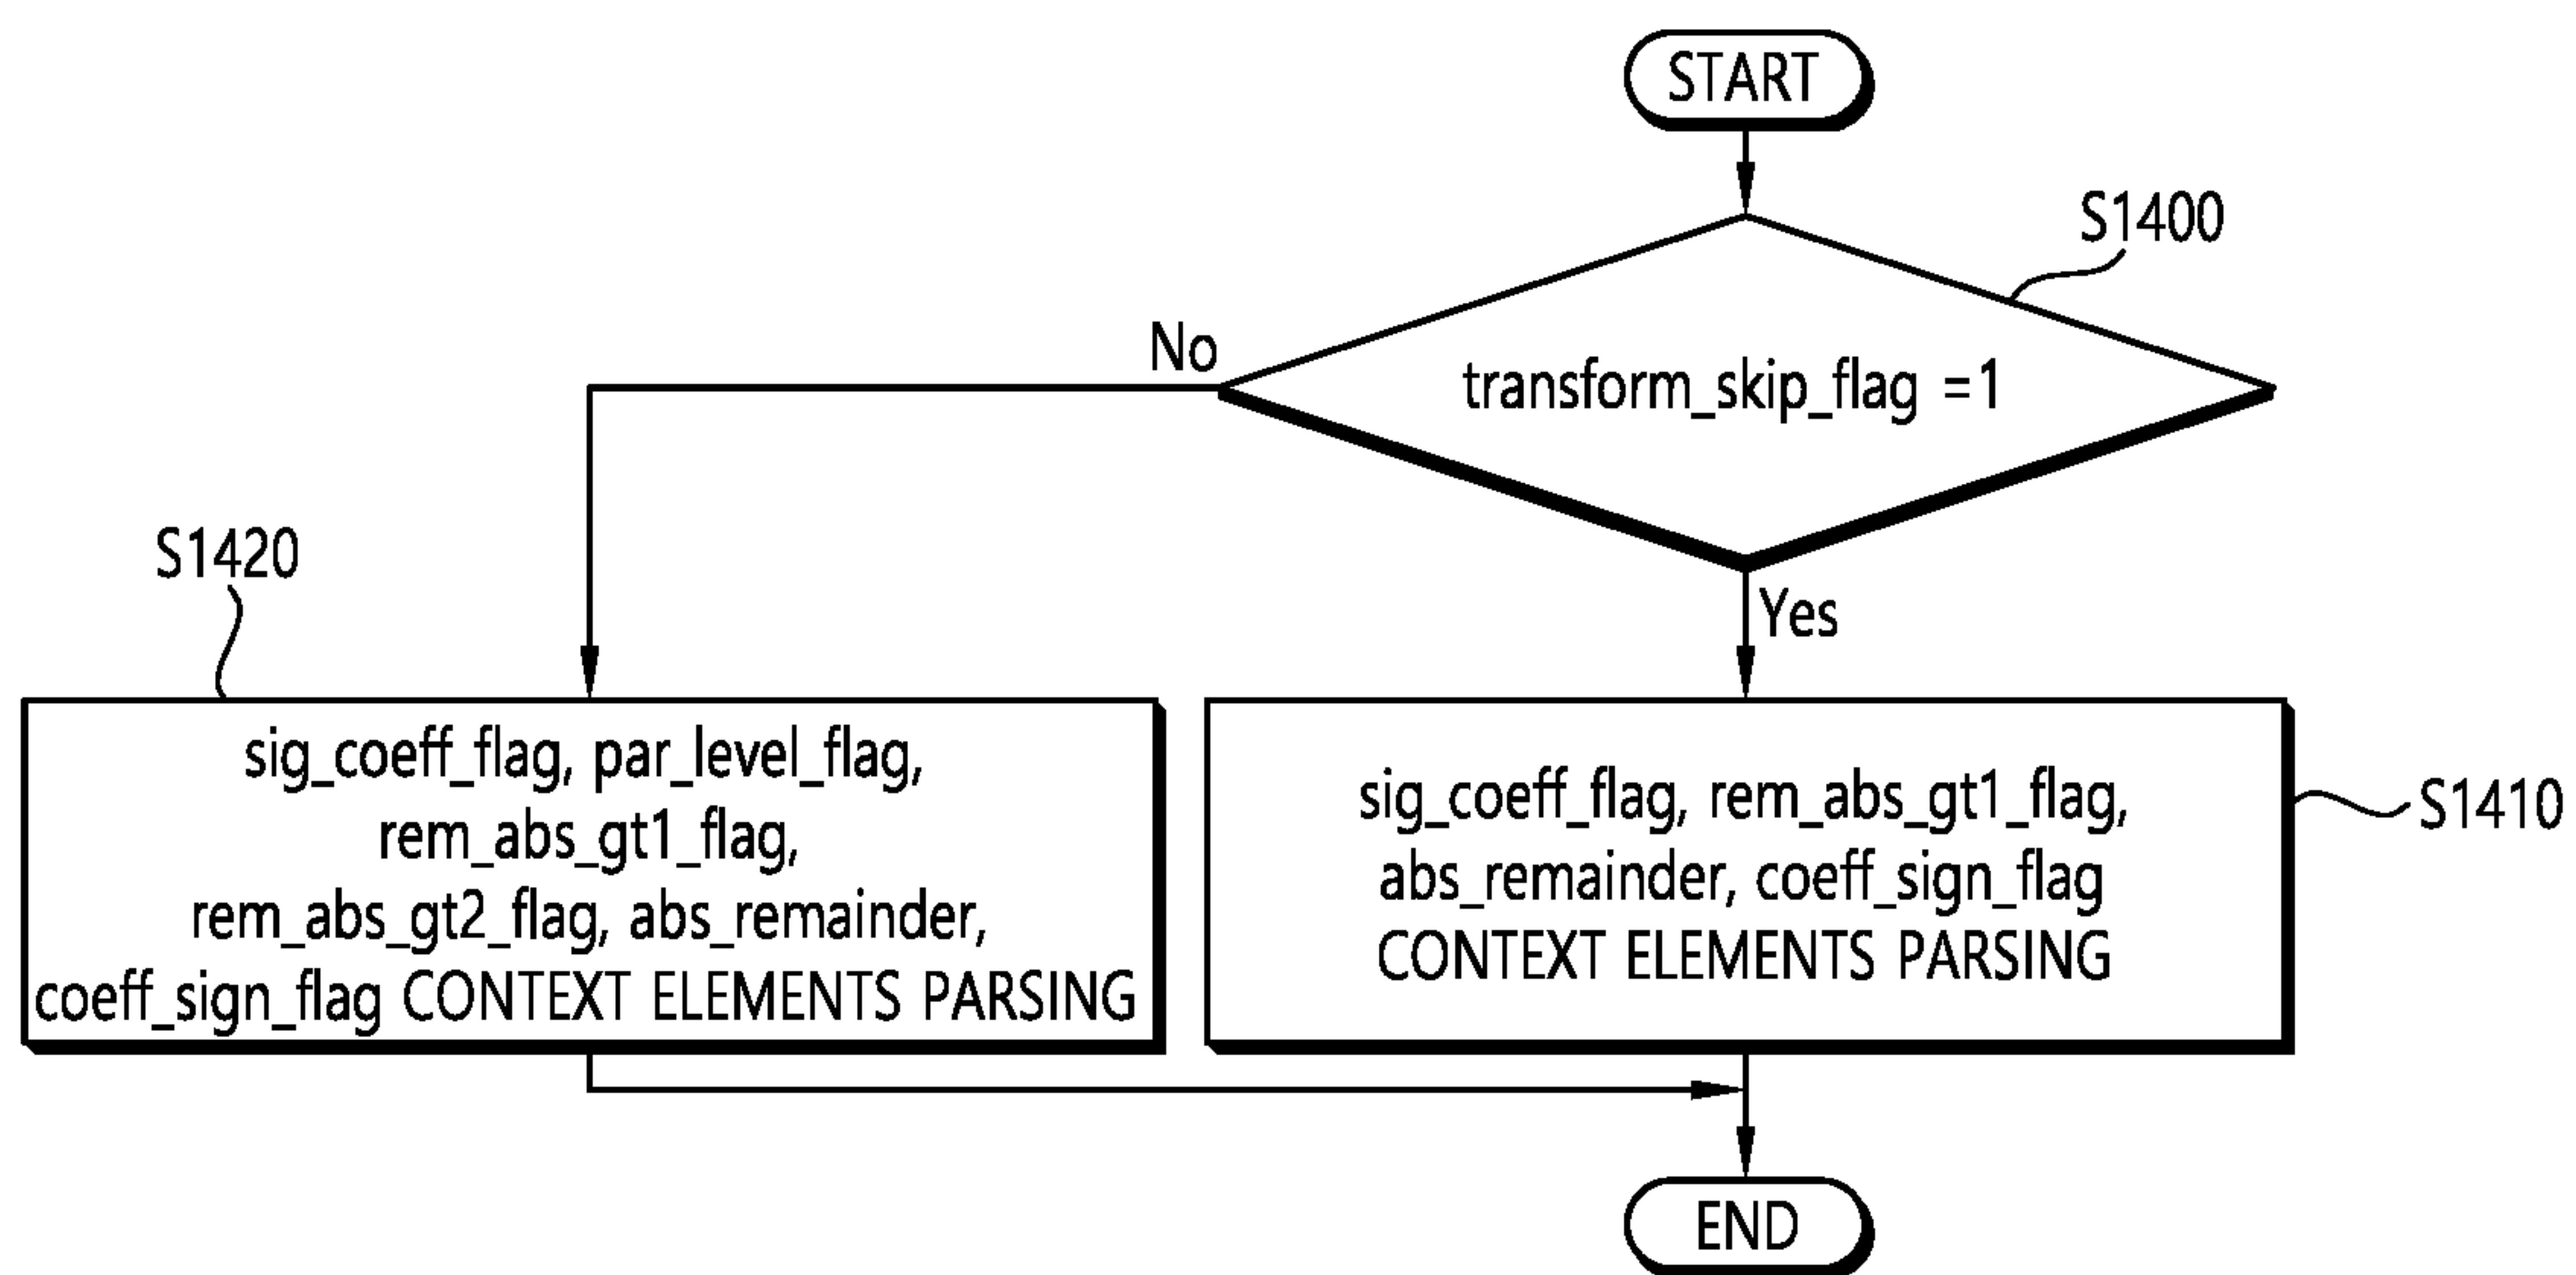 START
S1400
transform_skip_flag =1
No
Yes
S1420
sig_coeff_flag, par_level_flag,
rem_abs_gt1_flag,
rem_abs_gt2_flag, abs_remainder,
coeff_sign_flag CONTEXT ELEMENTS PARSING
sig_coeff_flag, rem_abs_gt1_flag,
abs_remainder, coeff_sign_flag
CONTEXT ELEMENTS PARSING
S1410
END